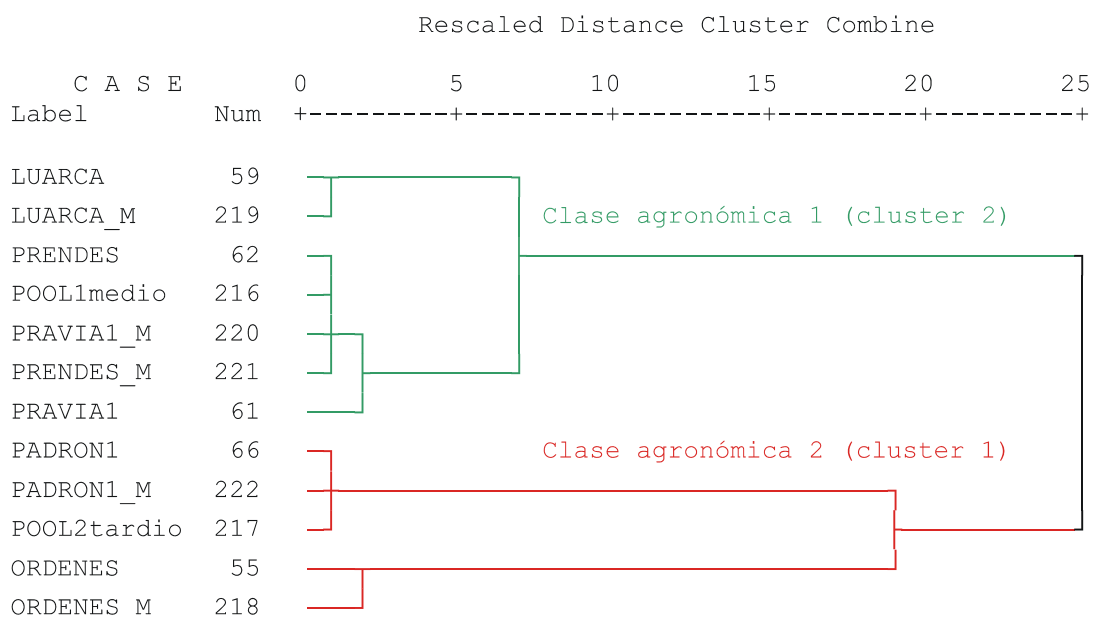 Rescaled Distance Cluster Combine
C A S E 0 5 10 15 20 25
Label Num +---------+---------+---------+---------+---------+
LUARCA 59
LUARCA_M 219 Clase agronómica 1 (cluster 2)
PRENDES 62
POOL1medio 216
PRAVIA1_M 220
PRENDES_M 221
PRAVIA1 61
PADRON1 66 Clase agronómica 2 (cluster 1)
PADRON1_M 222
POOL2tardio 217
ORDENES 55
ORDENES M 218